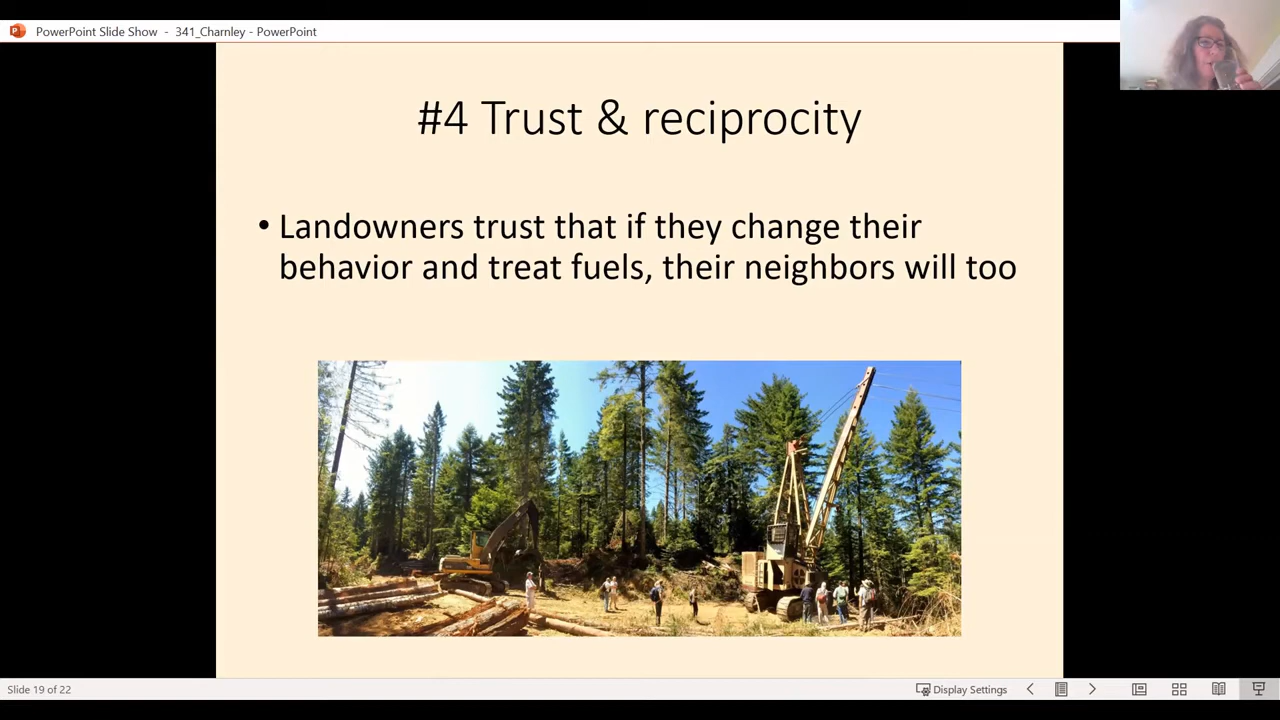 PowerPoint Slide Show - 341_Charnley - PowerPoint
#4 Trust & reciprocity
• Landowners trust that if they change their
behavior and treat fuels, their neighbors will too
Slide 19 of 22
Display Settings